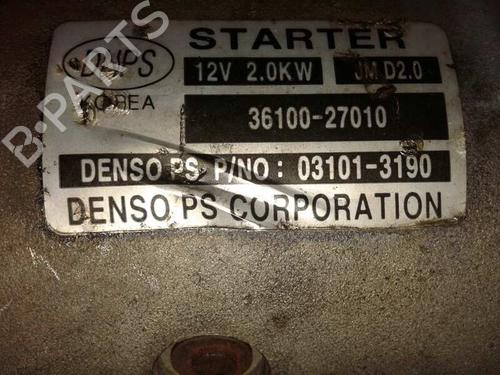 STARTER
DNPS
12V 2.0KW
JM D2.0
KOREA
36100-27010
DENSO PS P/NO : 03101-3190
DENSO PS CORPORATION
B-PARTS